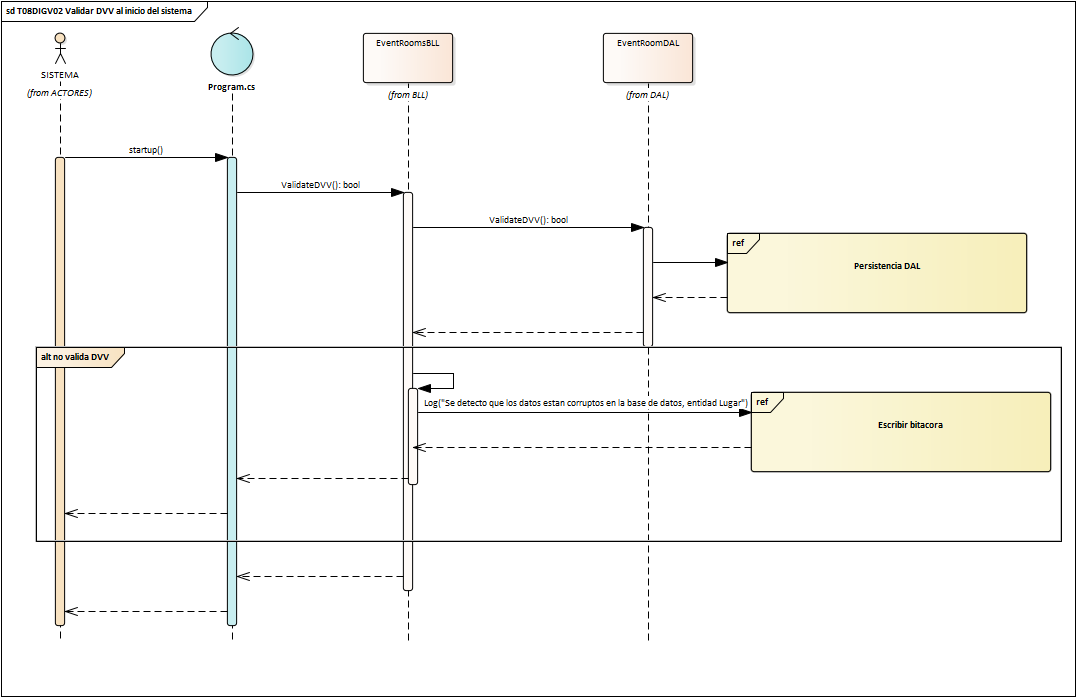 sd T08DIGV02 Validar DVV al inicio del sistema
EventRoomsBLL
EventRoomDAL
SISTEMA
(from ACTORES)
Program.cs
(from BLL)
(from DAL)
startup()
ValidateDVV(): bool
ValidateDVV(): bool
ref
Persistencia DAL
alt no valida DVV
Log("Se detecto que los datos estan corruptos en la base de datos, entidad Lugar")
ref
Escribir bitacora